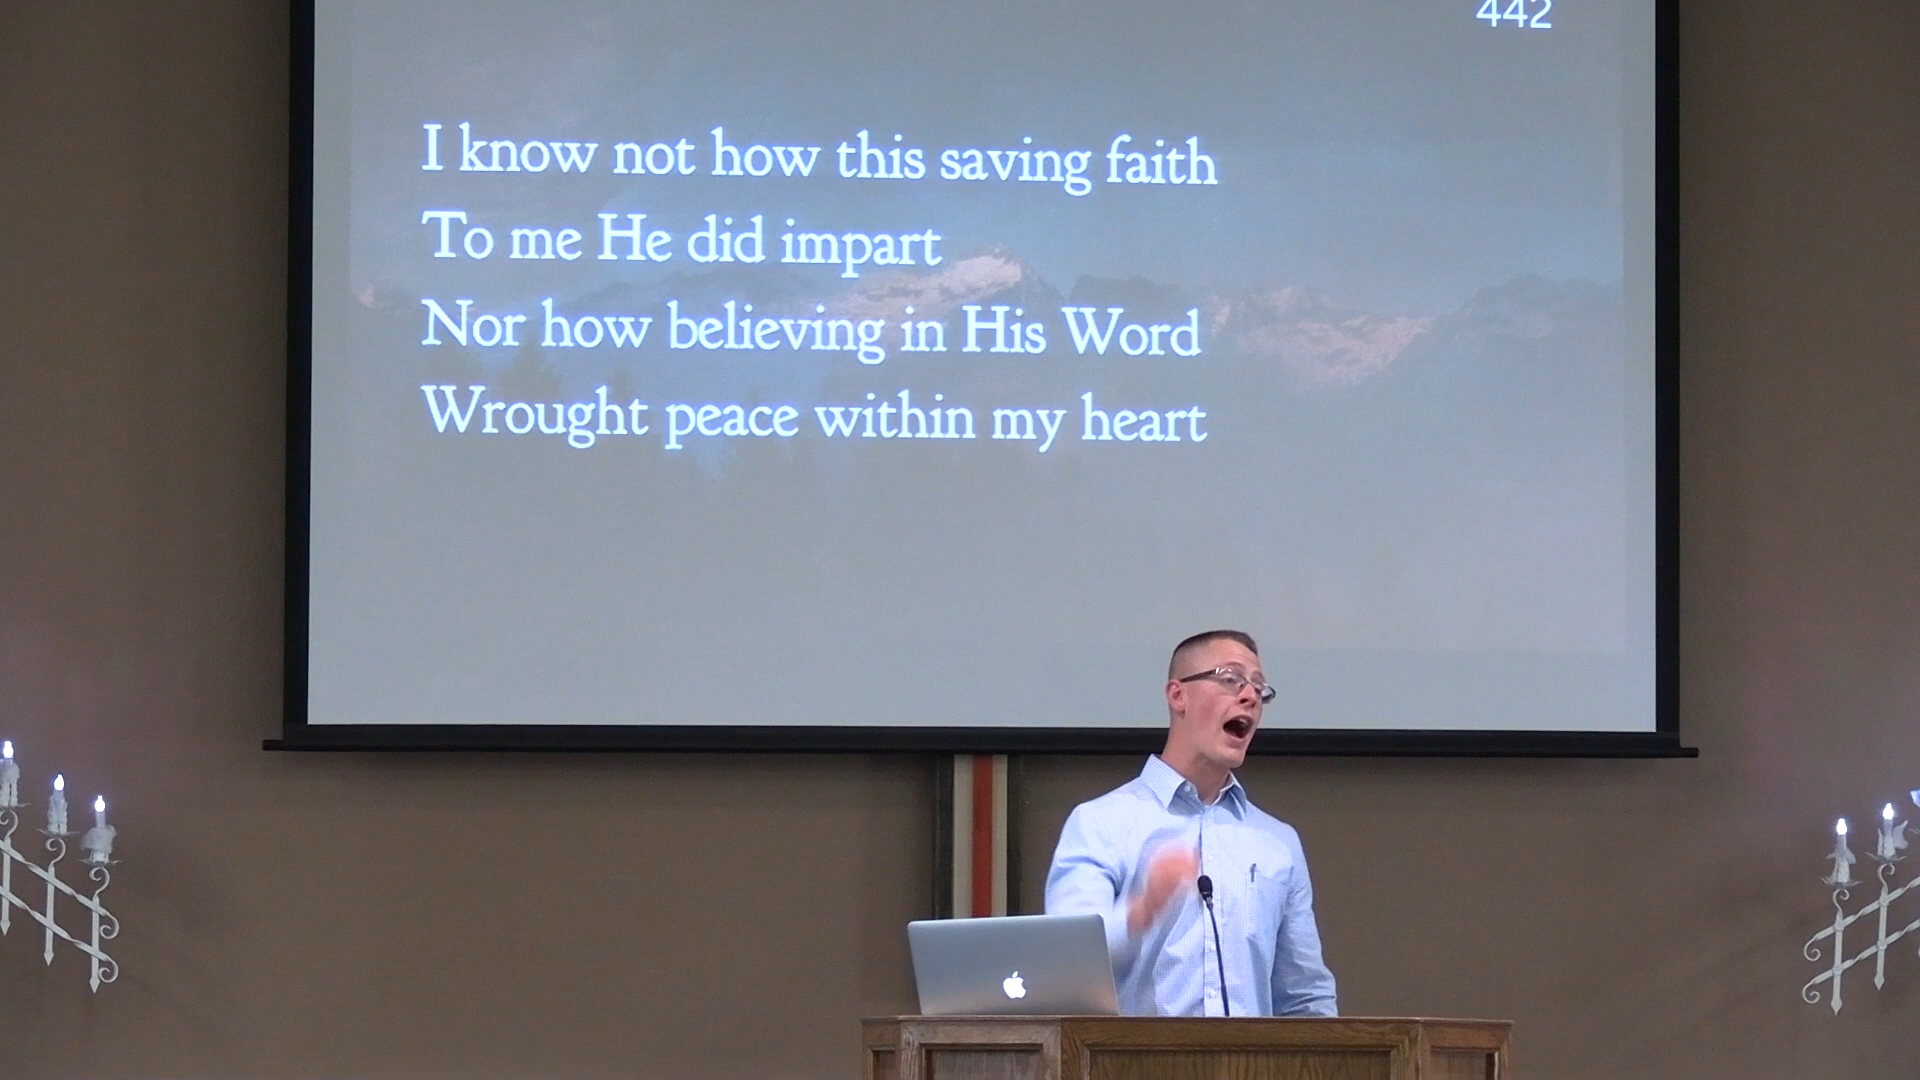 442
I know not how this saving faith
To me He did impart
Nor how believing in His Word
Wrought peace within my heart